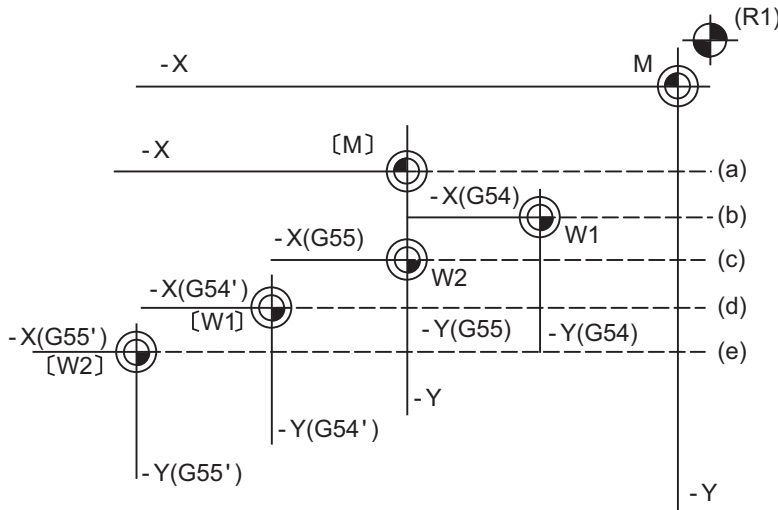 (R1)
-X
M
-X
〔M〕
(a)
-X(G54)
(b)
W1
-X(G55)
(c)
W2
-X(G54')
〔W1〕
(d)
-Y(G55)
-Y(G54)
-X(G55')
〔W2〕
(e)
-Y
-Y(G54')
-Y(G55')
-Y